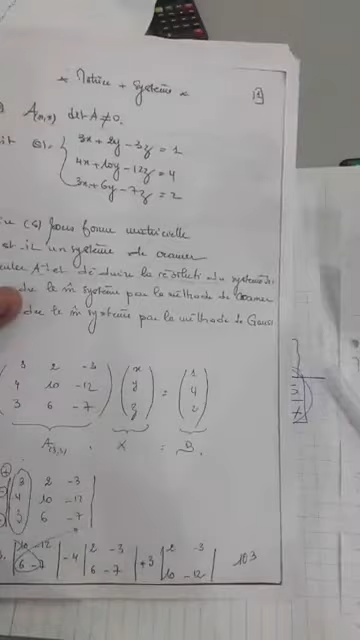 * Matrice + Système *
A(n,n) det A ≠ 0.
(S) = { 3x + 2y - 3z = 1
4x + 10y - 12z = 4
3x + 6y - 7z = 2
(S) sous forme matricielle
est-il un système de cramer
A-1 et déduire la résolution du système
le m̂ système par la méthode de Cramer
le m̂ système par la méthode de Gauss
( 3 2 -3 ) ( x ) = ( 1 )
( 4 10 -12 ) ( y ) ( 4 )
( 3 6 -7 ) ( z ) ( 2 )
A(3,3) . X = B.
| 3 2 -3 |
| 4 10 -12 |
| 3 6 -7 |
| 10 -12 | -4 | 2 -3 | +3 | 2 -3 |
| 6 -7 | | 6 -7 | | 10 -12 |